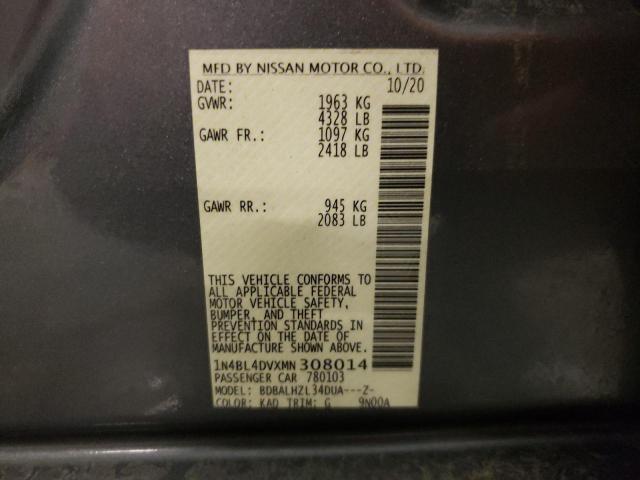 MFD BY NISSAN MOTOR CO., LTD.
DATE: 10/20
GVWR: 1963 KG
4328 LB
GAWR FR.: 1097 KG
2418 LB
GAWR RR.: 945 KG
2083 LB
THIS VEHICLE CONFORMS TO
ALL APPLICABLE FEDERAL
MOTOR VEHICLE SAFETY,
BUMPER, AND THEFT
PREVENTION STANDARDS IN
EFFECT ON THE DATE OF
MANUFACTURE SHOWN ABOVE.
1N4BL4DVXMN308014
PASSENGER CAR 780103
MODEL: BDBALHZL34DUA---Z-
COLOR: KAD TRIM: G 9N00A